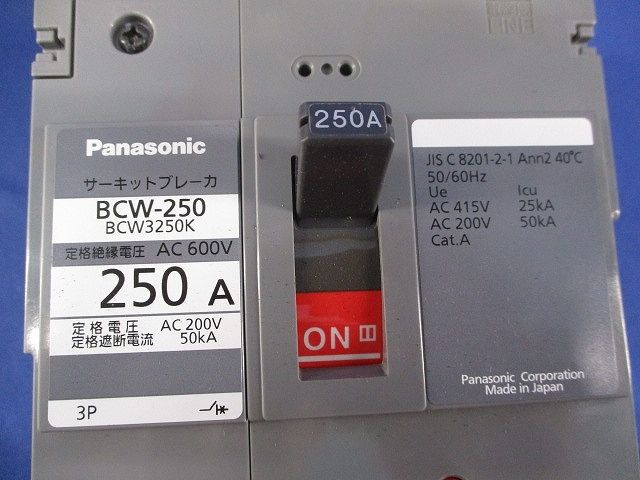 Panasonic
サーキットブレーカ
BCW-250
BCW3250K
定格絶縁電圧 AC 600V
250 A
定格電圧 AC 200V
定格遮断電流 50kA
3P
250A
ON
JIS C 8201-2-1 Ann2 40℃
50/60Hz
Ue Icu
AC 415V 25kA
AC 200V 50kA
Cat.A
Panasonic Corporation
Made in Japan